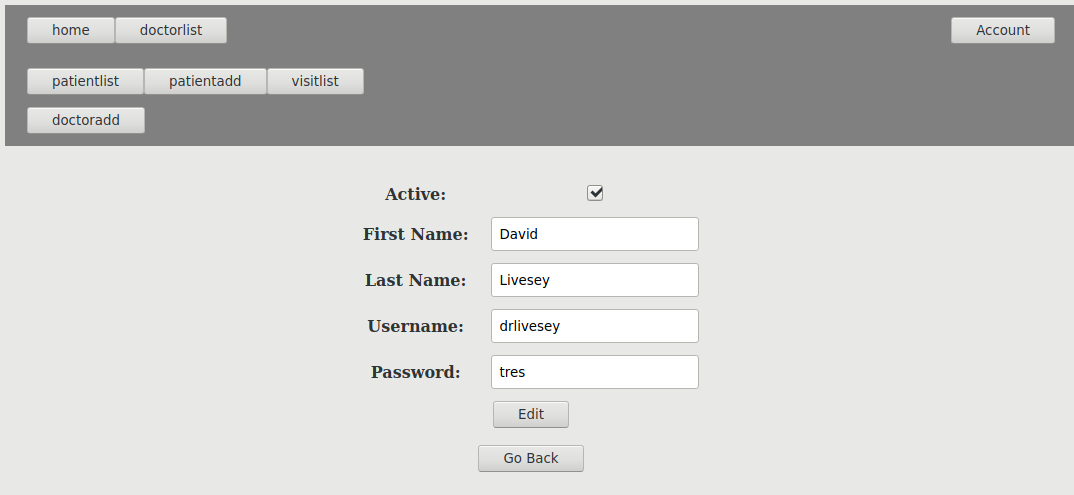 home doctorlist Account
patientlist patientadd visitlist
doctoradd
Active:
First Name: David
Last Name: Livesey
Username: drlivesey
Password: tres
Edit
Go Back